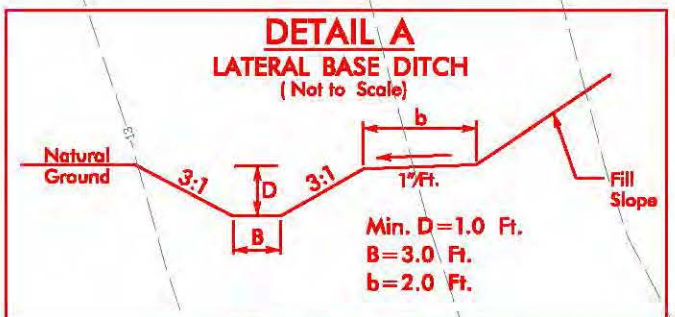 DETAIL A
LATERAL BASE DITCH
( Not to Scale)
b
Natural
Ground
3:1
D
3:1
1"/Ft.
Fill
Slope
B
Min. D=1.0 Ft.
B=3.0 Ft.
b=2.0 Ft.